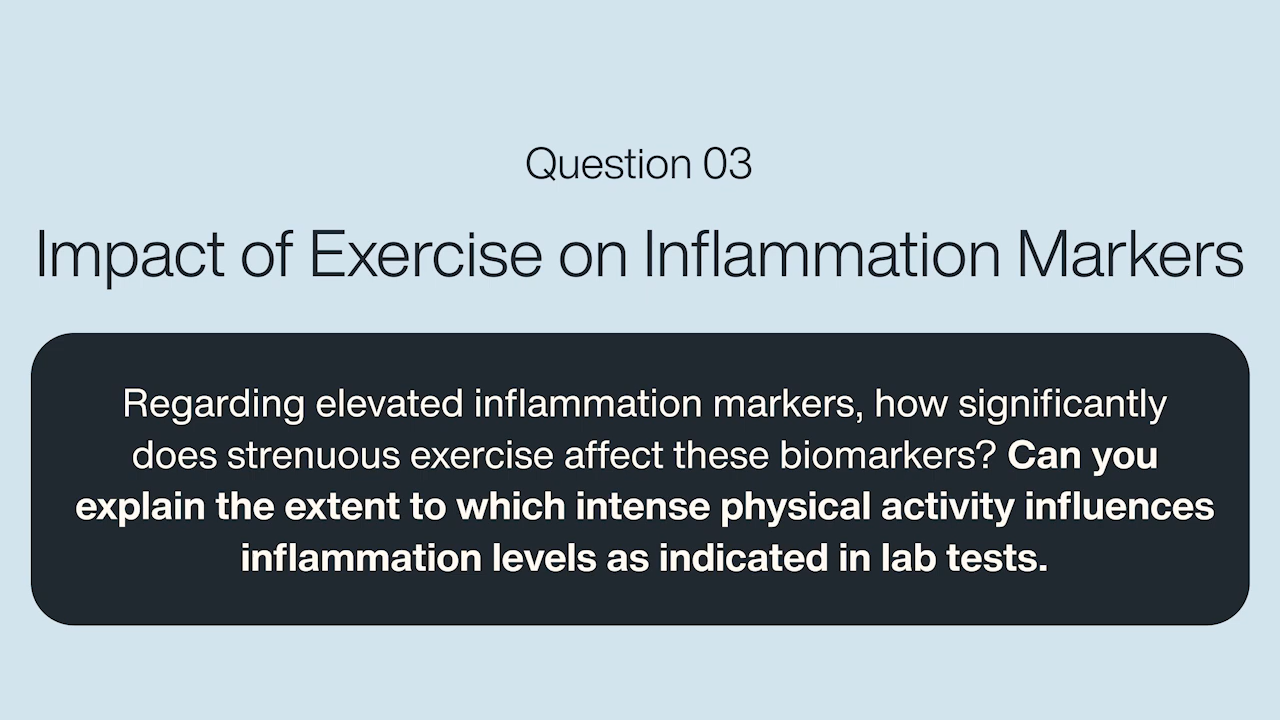 Question 03
Impact of Exercise on Inflammation Markers
Regarding elevated inflammation markers, how significantly
does strenuous exercise affect these biomarkers? Can you
explain the extent to which intense physical activity influences
inflammation levels as indicated in lab tests.